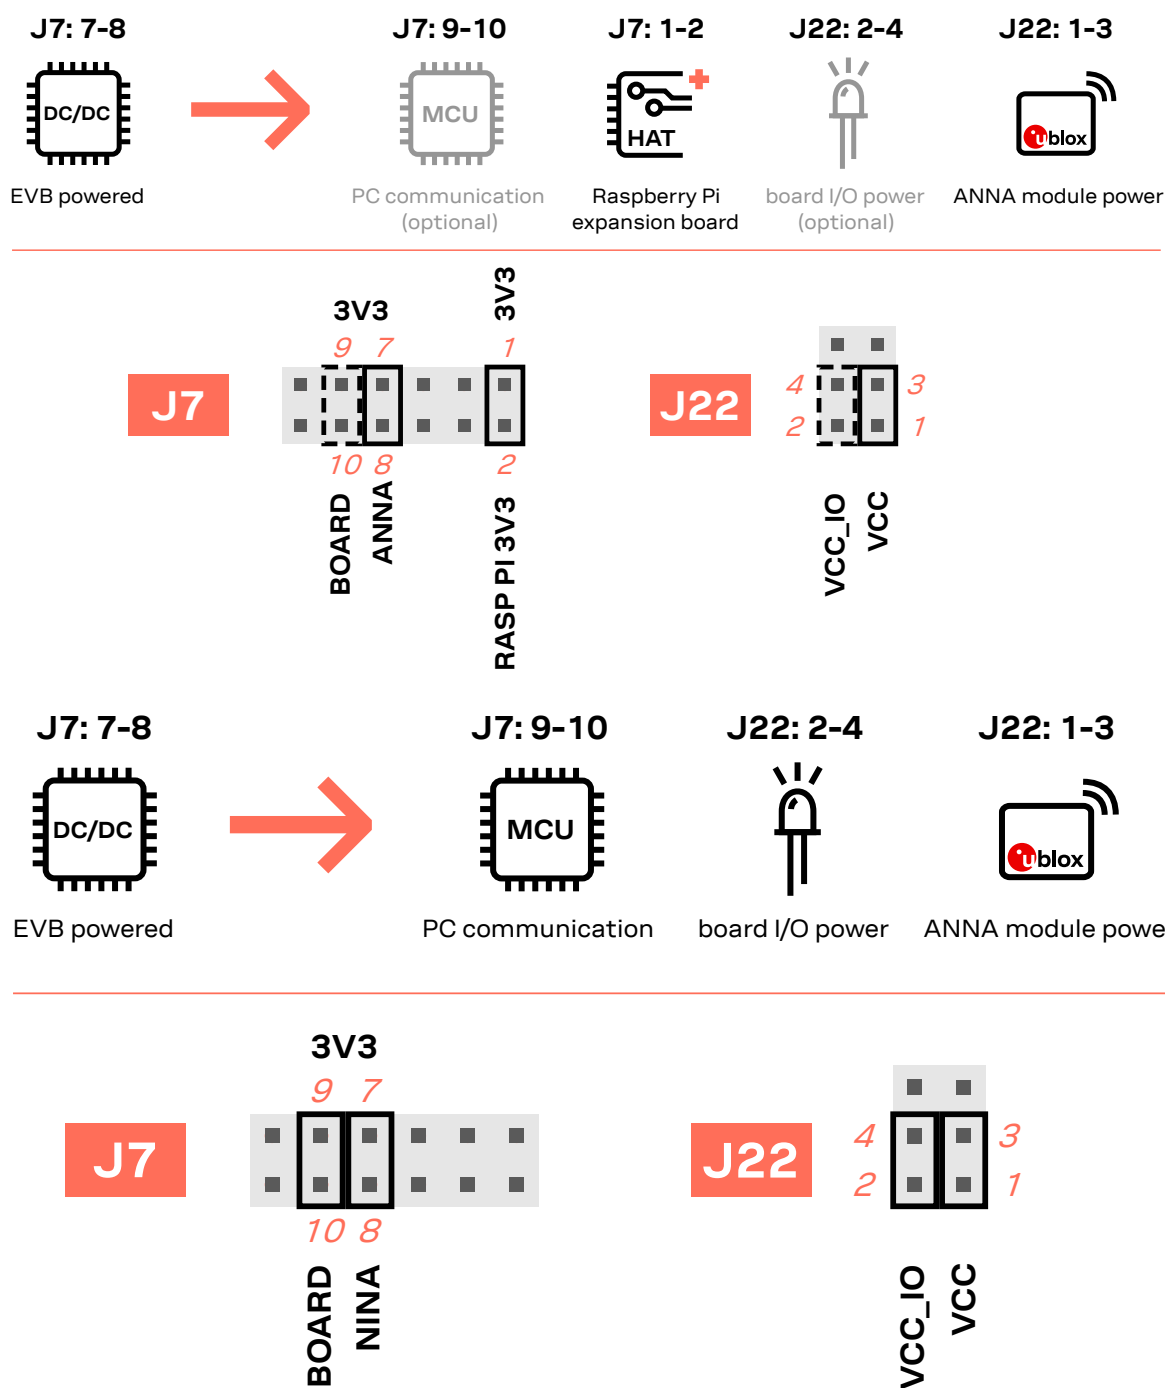 J7: 7-8 J7: 9-10 J7: 1-2 J22: 2-4 J22: 1-3
DC/DC MCU HAT ublox
EVB powered PC communication (optional) Raspberry Pi expansion board board I/O power (optional) ANNA module power
3V3 3V3
9 7 1
J7 J22 4 3
2 1
10 8 2
BOARD ANNA RASP PI 3V3 VCC_IO VCC
J7: 7-8 J7: 9-10 J22: 2-4 J22: 1-3
DC/DC MCU ublox
EVB powered PC communication board I/O power ANNA module powe
3V3
9 7
J7 J22 4 3
2 1
10 8
BOARD NINA VCC_IO VCC